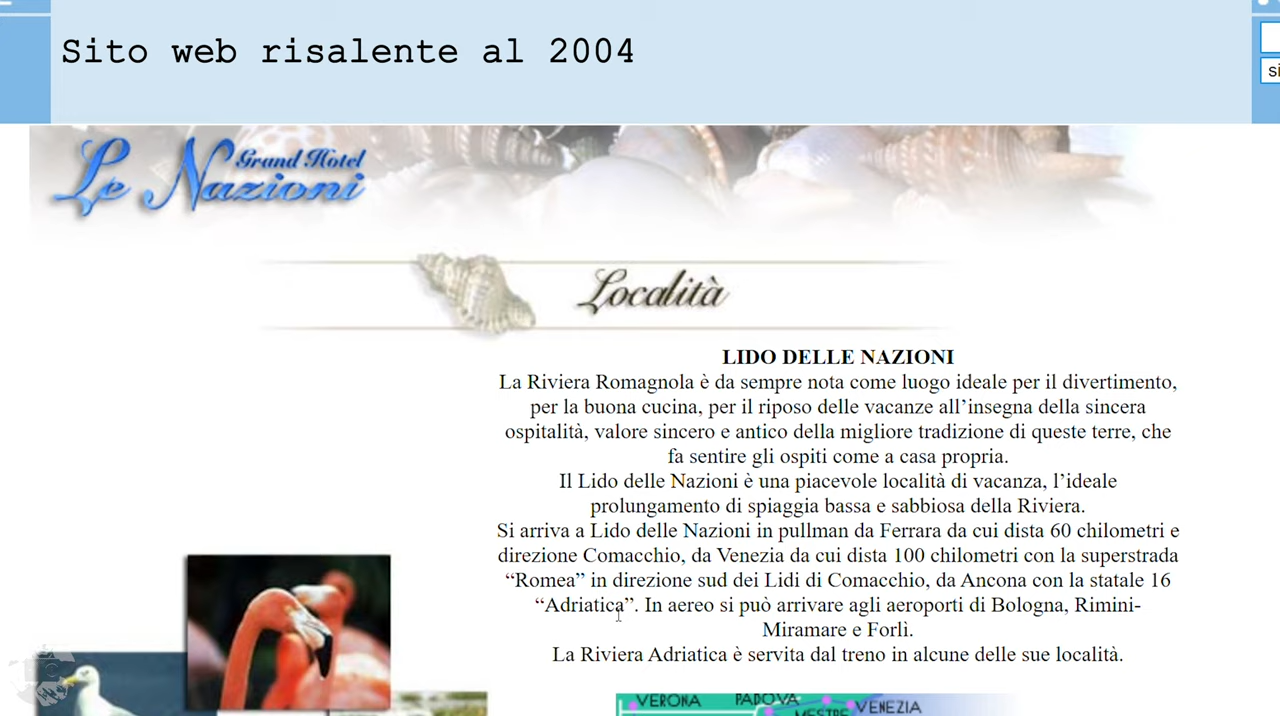 Sito web risalente al 2004
Grand Hotel
Le Nazioni
Località
LIDO DELLE NAZIONI
La Riviera Romagnola è da sempre nota come luogo ideale per il divertimento,
per la buona cucina, per il riposo delle vacanze all’insegna della sincera
ospitalità, valore sincero e antico della migliore tradizione di queste terre, che
fa sentire gli ospiti come a casa propria.
Il Lido delle Nazioni è una piacevole località di vacanza, l’ideale
prolungamento di spiaggia bassa e sabbiosa della Riviera.
Si arriva a Lido delle Nazioni in pullman da Ferrara da cui dista 60 chilometri e
direzione Comacchio, da Venezia da cui dista 100 chilometri con la superstrada
“Romea” in direzione sud dei Lidi di Comacchio, da Ancona con la statale 16
“Adriatica”. In aereo si può arrivare agli aeroporti di Bologna, Rimini-
Miramare e Forlì.
La Riviera Adriatica è servita dal treno in alcune delle sue località.
VERONA PADOVA VENEZIA
MESTRE